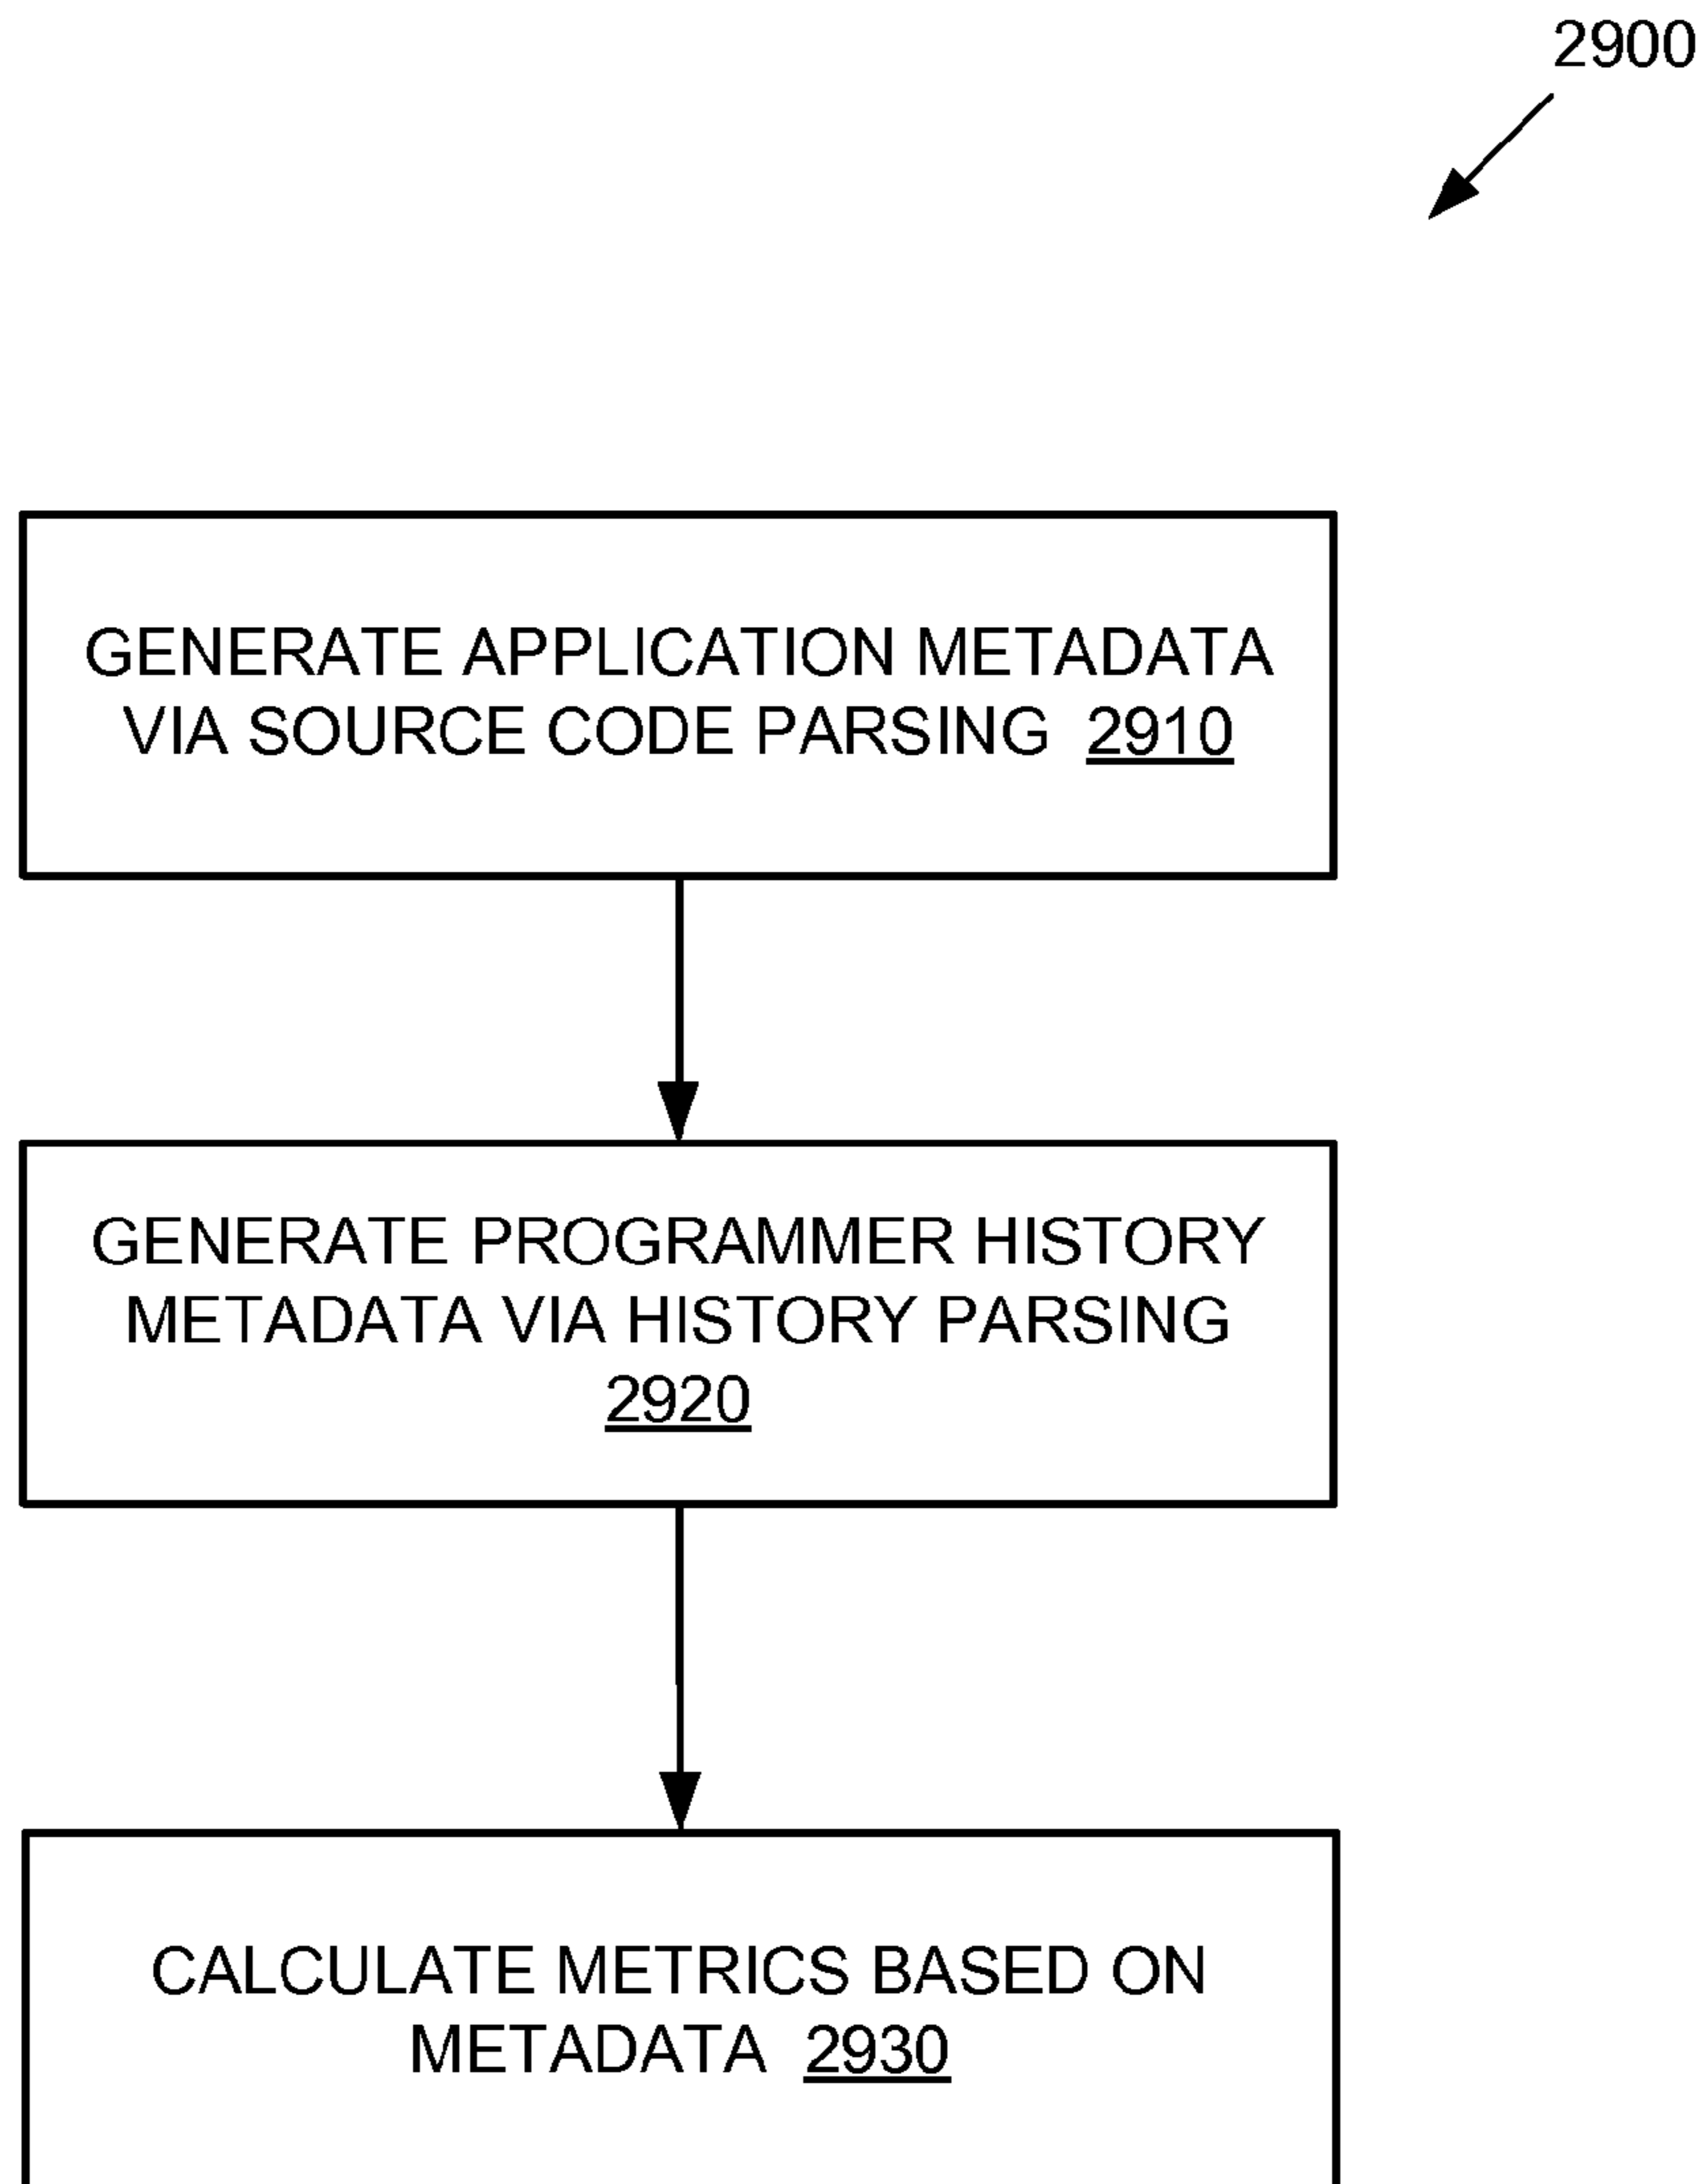 2900
GENERATE APPLICATION METADATA
VIA SOURCE CODE PARSING 2910
GENERATE PROGRAMMER HISTORY
METADATA VIA HISTORY PARSING
2920
CALCULATE METRICS BASED ON
METADATA 2930